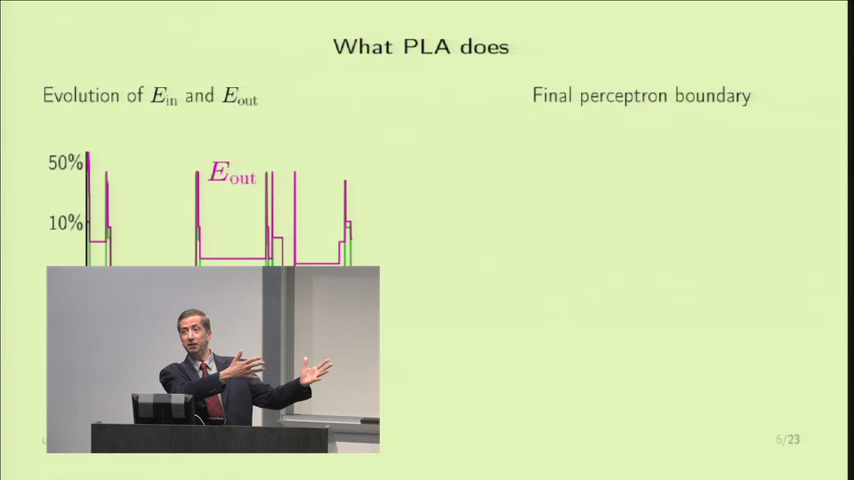 What PLA does
Evolution of Ein and Eout
Final perceptron boundary
50%
Eout
10%
6/23